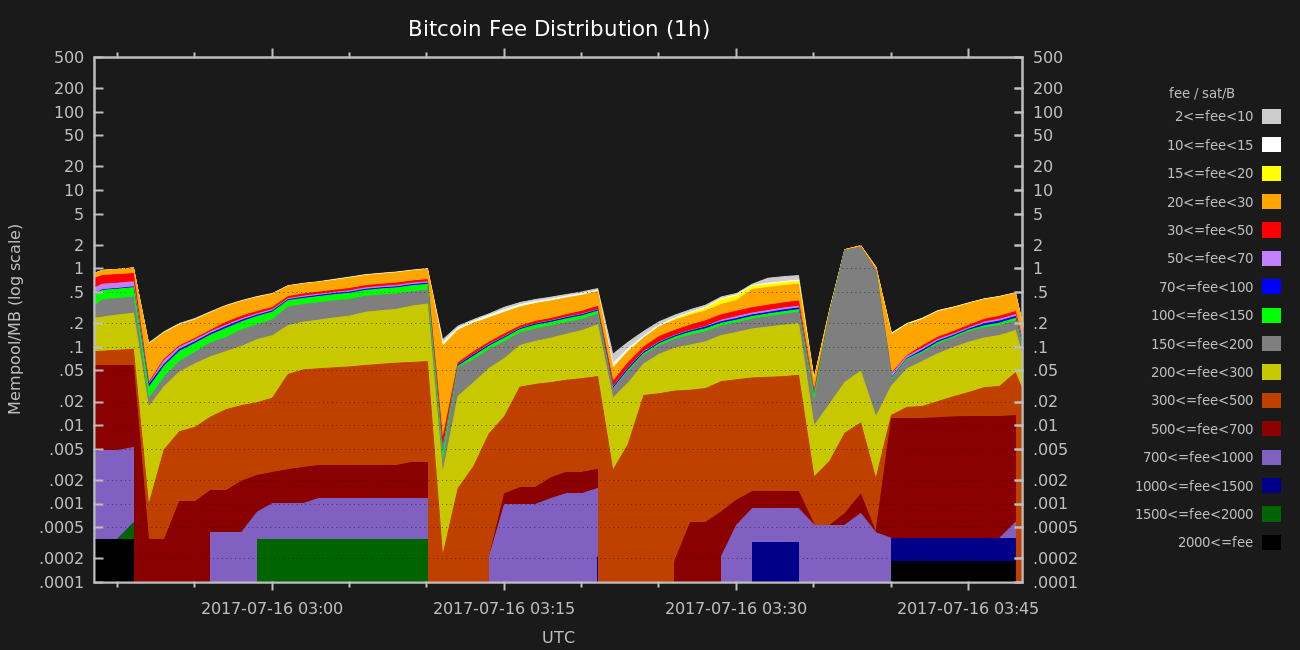 Bitcoin Fee Distribution (1h)
500 500
200 200
100 100
50 50
20 20
10 10
5 5
2 2
1 1
.5 .5
.2 .2
.1 .1
.05 .05
.02 .02
.01 .01
.005 .005
.002 .002
.001 .001
.0005 .0005
.0002 .0002
.0001 .0001
Mempool/MB (log scale)
2017-07-16 03:00 2017-07-16 03:15 2017-07-16 03:30 2017-07-16 03:45
UTC
fee / sat/B
2<=fee<10
10<=fee<15
15<=fee<20
20<=fee<30
30<=fee<50
50<=fee<70
70<=fee<100
100<=fee<150
150<=fee<200
200<=fee<300
300<=fee<500
500<=fee<700
700<=fee<1000
1000<=fee<1500
1500<=fee<2000
2000<=fee